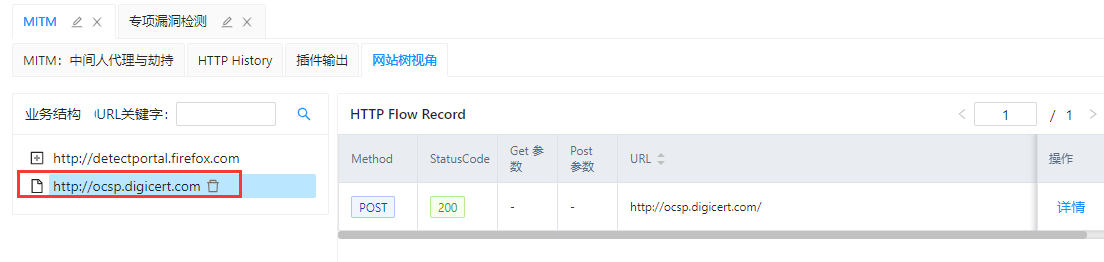 MITM
专项漏洞检测
MITM：中间人代理与劫持
HTTP History
插件输出
网站树视角
业务结构
URL关键字：
http://detectportal.firefox.com
http://ocsp.digicert.com
HTTP Flow Record
1 / 1
Method
StatusCode
Get 参
数
Post
参数
URL
操作
POST
200
-
-
http://ocsp.digicert.com/
详情